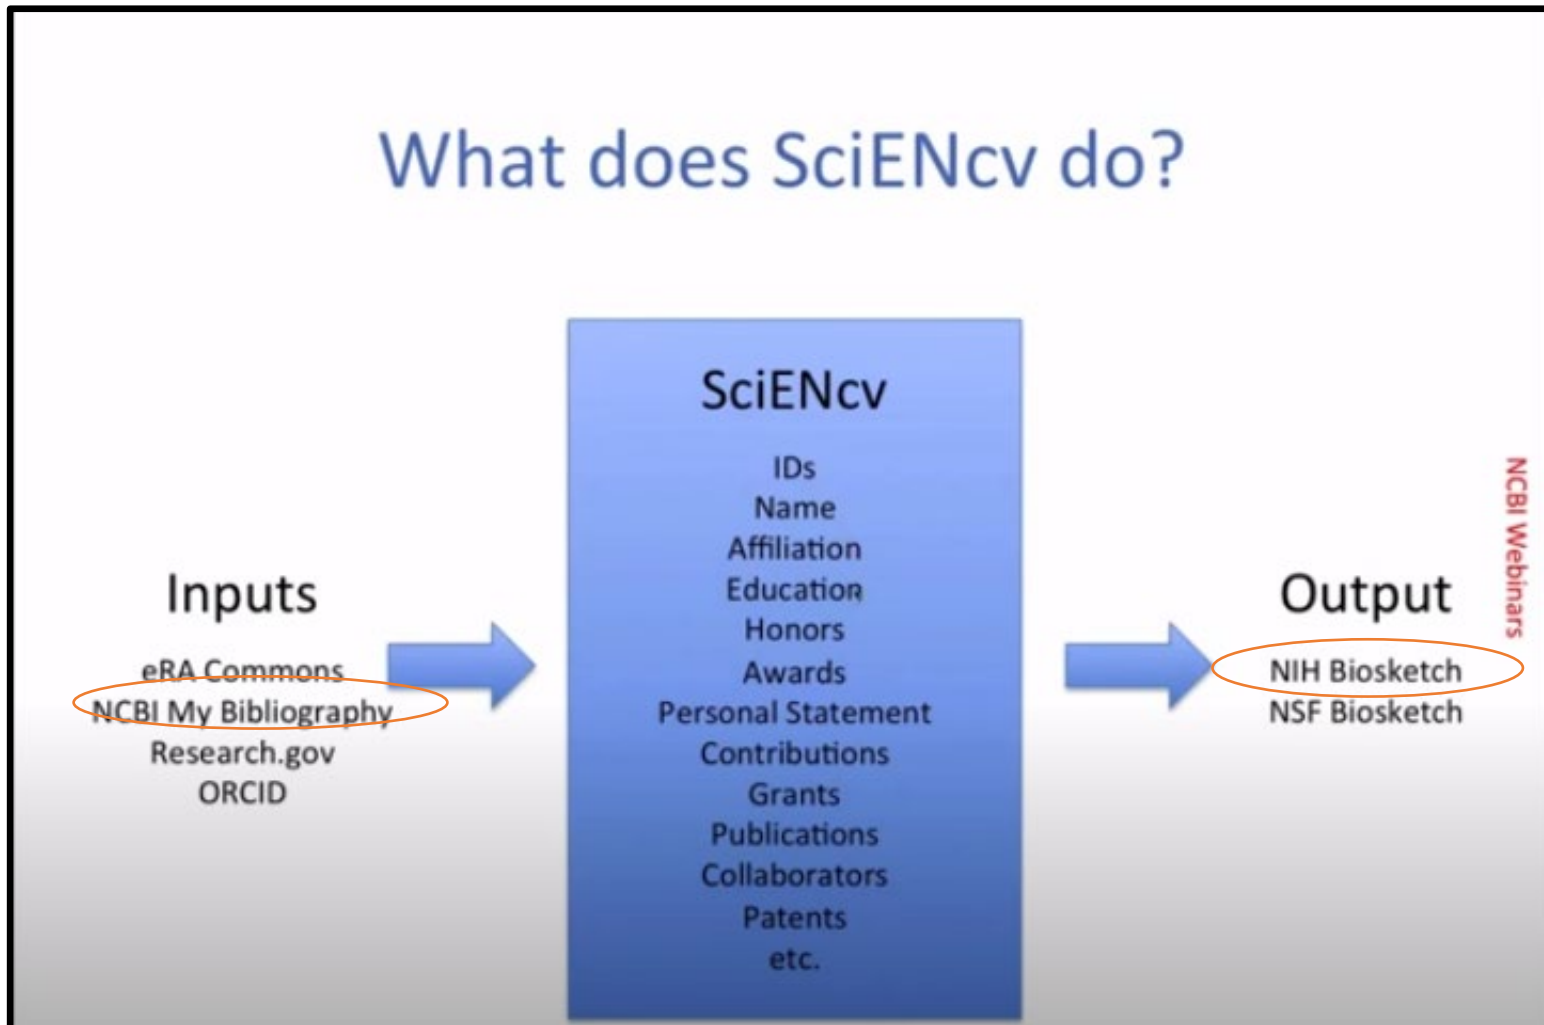 What does SciENcv do?
Inputs
eRA Commons
NCBI My Bibliography
Research.gov
ORCID
SciENcv
IDs
Name
Affiliation
Education
Honors
Awards
Personal Statement
Contributions
Grants
Publications
Collaborators
Patents
etc.
Output
NIH Biosketch
NSF Biosketch
NCBI Webinars